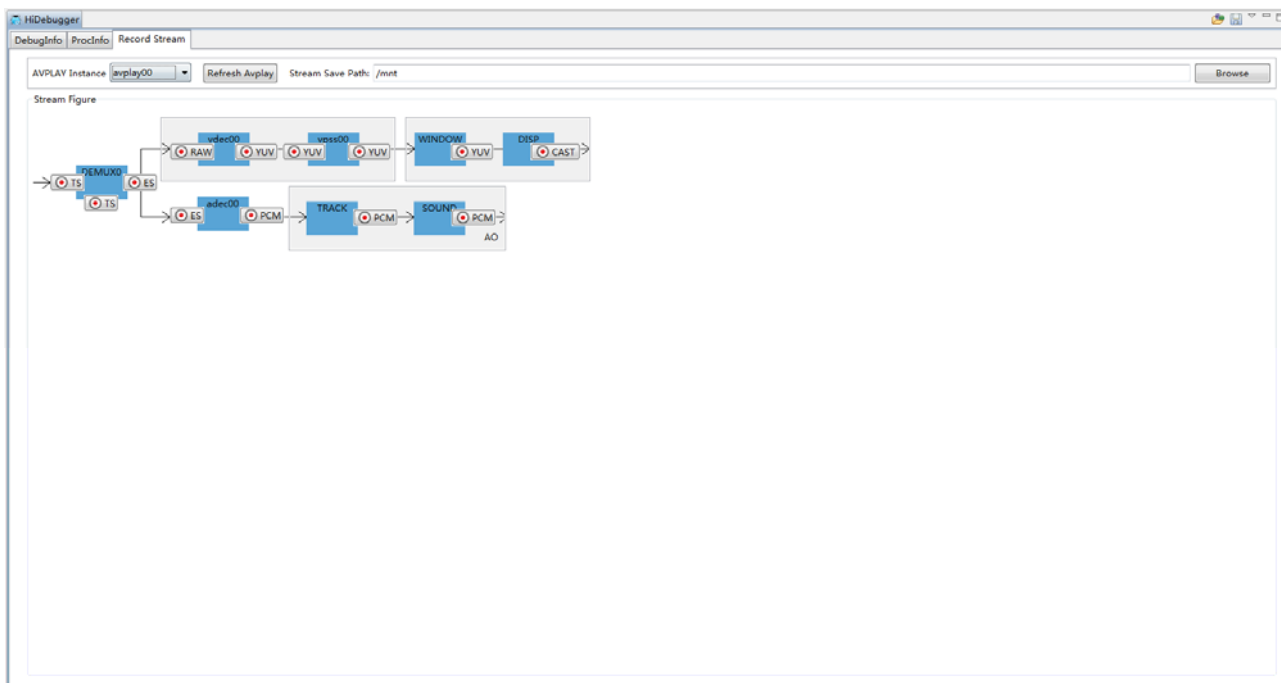 HiDebugger
DebugInfo ProcInfo Record Stream
AVPLAY Instance avplay00 Refresh Avplay Stream Save Path: /mnt Browse
Stream Figure
vdec00 vpss00 WINDOW DISP
RAW YUV YUV YUV YUV CAST
DEMUX0
TS ES
TS
adec00 TRACK SOUND
ES PCM PCM PCM
AO